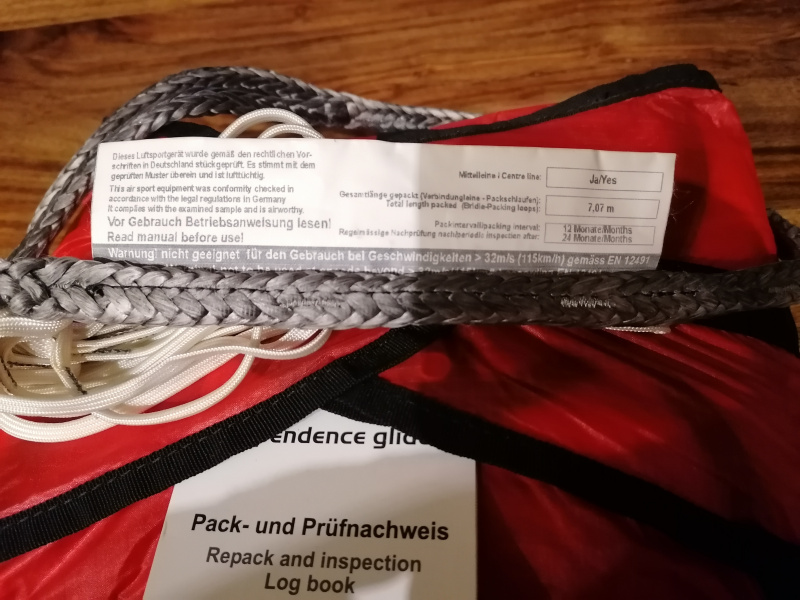 Dieses Luftsportgerät wurde gemäß den rechtlichen Vor-
schriften in Deutschland stückgeprüft. Es stimmt mit dem
geprüften Muster überein und ist lufttüchtig.
This air sport equipment was conformity checked in
accordance with the legal regulations in Germany
It complies with the examined sample and is airworthy.
Vor Gebrauch Betriebsanweisung lesen!
Read manual before use!
Mittelleine / Centre line: Ja/Yes
Gesamtlänge gepackt (Verbindungleine - Packschlaufen):
Total length packed (Bridle-Packing loops): 7,07 m
Packintervall/packing interval: 12 Monate/Months
Regelmässige Nachprüfung nach/periodic inspection after: 24 Monate/Months
Warnung! nicht geeignet für den Gebrauch bei Geschwindigkeiten > 32m/s (115km/h) gemäss EN 12491
endence glid
Pack- und Prüfnachweis
Repack and inspection
Log book